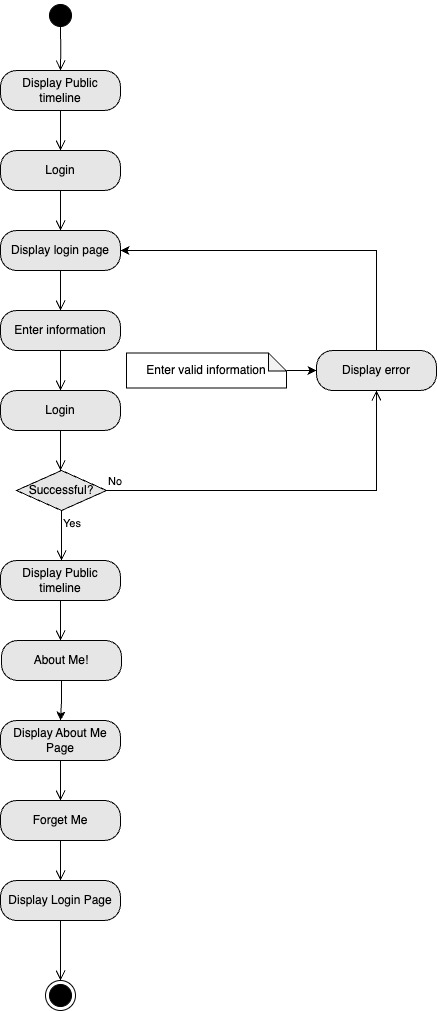 Display Public
timeline
Login
Display login page
Enter information
Enter valid information
Display error
Login
Successful?
No
Yes
Display Public
timeline
About Me!
Display About Me
Page
Forget Me
Display Login Page